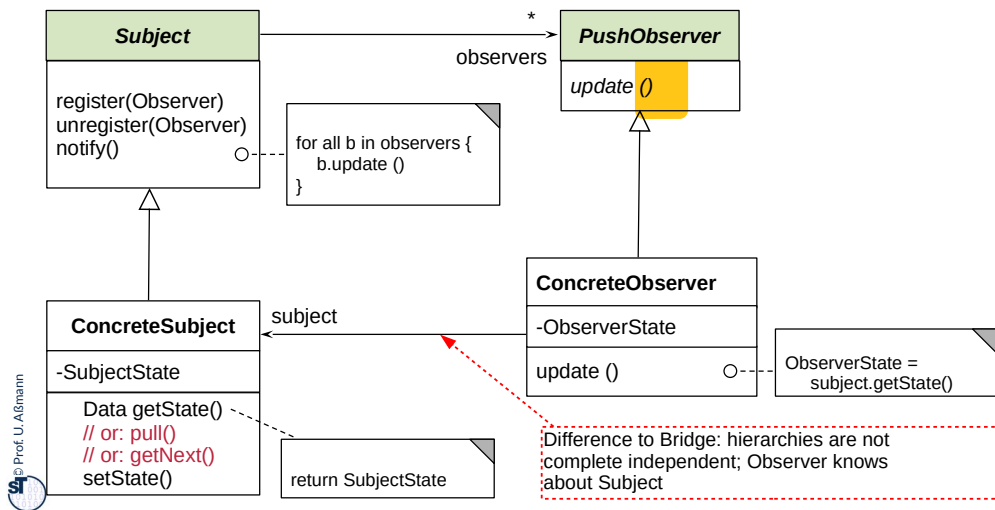 Subject
register(Observer)
unregister(Observer)
notify()
for all b in observers {
b.update ()
}
*
observers
PushObserver
update ()
ConcreteSubject
-SubjectState
Data getState()
// or: pull()
// or: getNext()
setState()
return SubjectState
subject
ConcreteObserver
-ObserverState
update ()
ObserverState =
subject.getState()
Difference to Bridge: hierarchies are not
complete independent; Observer knows
about Subject
© Prof. U. Aßmann
ST